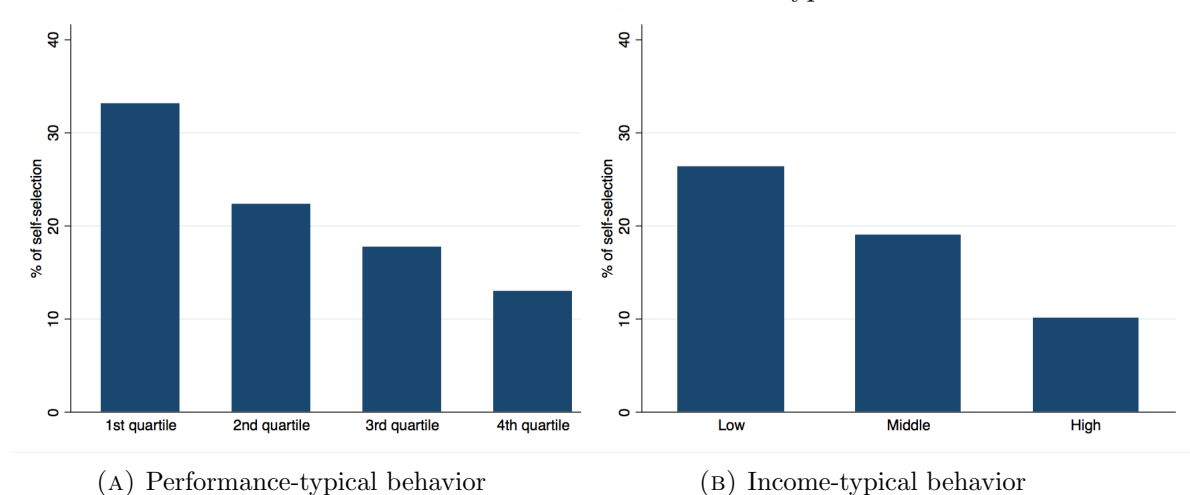 40
30
20
10
0
% of self-selection
1st quartile 2nd quartile 3rd quartile 4th quartile
(A) Performance-typical behavior
40
30
20
10
0
% of self-selection
Low Middle High
(B) Income-typical behavior